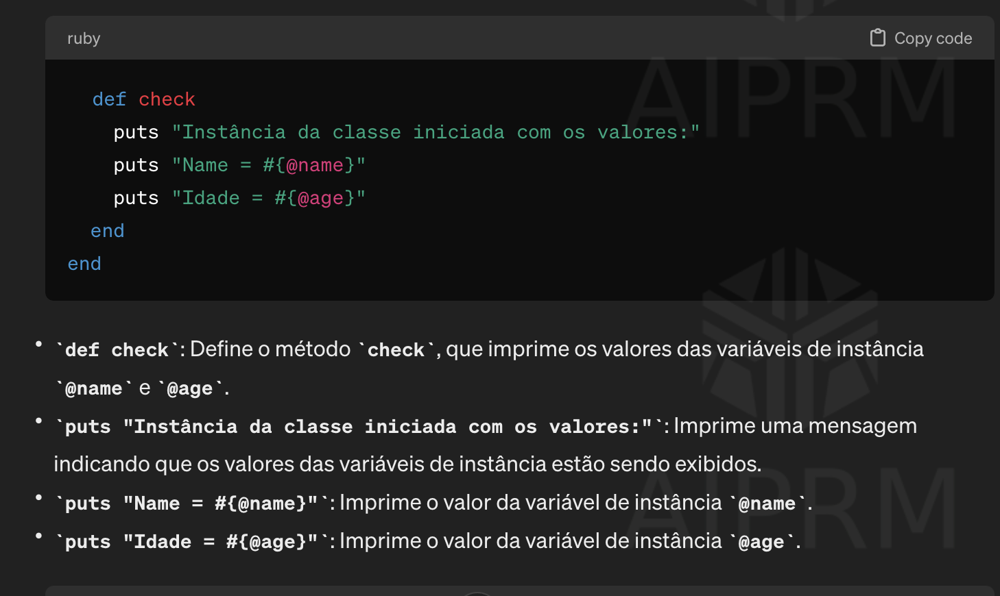 ruby Copy code
def check
puts "Instância da classe iniciada com os valores:"
puts "Name = #{@name}"
puts "Idade = #{@age}"
end
end
• `def check`: Define o método `check`, que imprime os valores das variáveis de instância
`@name` e `@age`.
• `puts "Instância da classe iniciada com os valores:"`: Imprime uma mensagem
indicando que os valores das variáveis de instância estão sendo exibidos.
• `puts "Name = #{@name}"`: Imprime o valor da variável de instância `@name`.
• `puts "Idade = #{@age}"`: Imprime o valor da variável de instância `@age`.
AIPRM
AIPRM